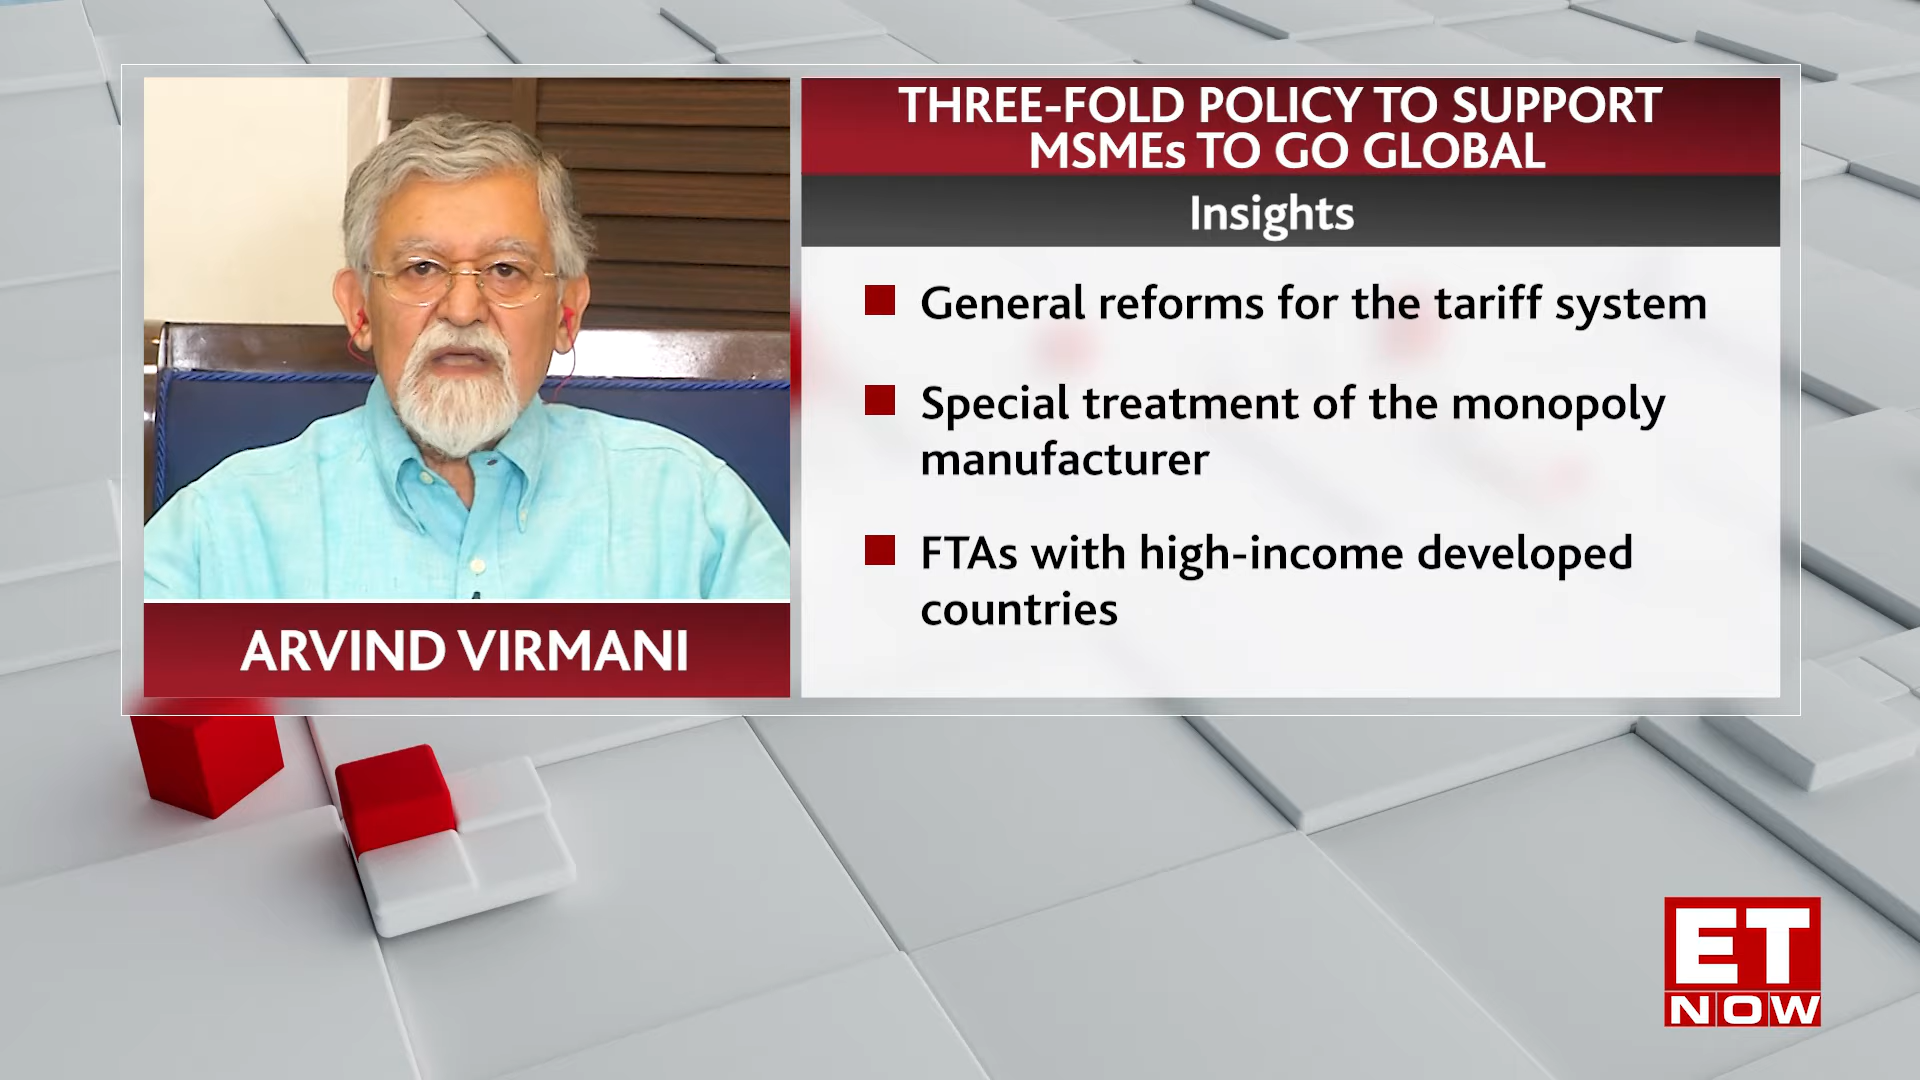 THREE-FOLD POLICY TO SUPPORT
MSMEs TO GO GLOBAL
Insights
General reforms for the tariff system
Special treatment of the monopoly
manufacturer
FTAs with high-income developed
countries
ARVIND VIRMANI
ET
NOW